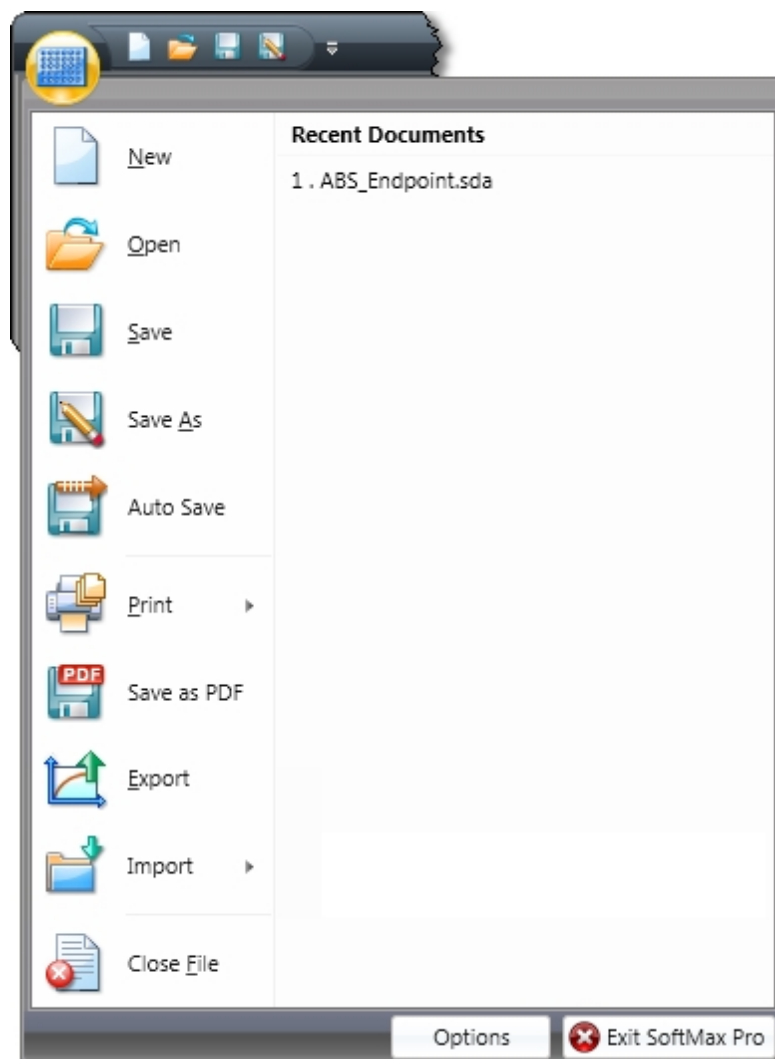 New
Open
Save
Save As
Auto Save
Print
PDF
Save as PDF
Export
Import
Close File
Recent Documents
1 . ABS_Endpoint.sda
Options
Exit SoftMax Pro